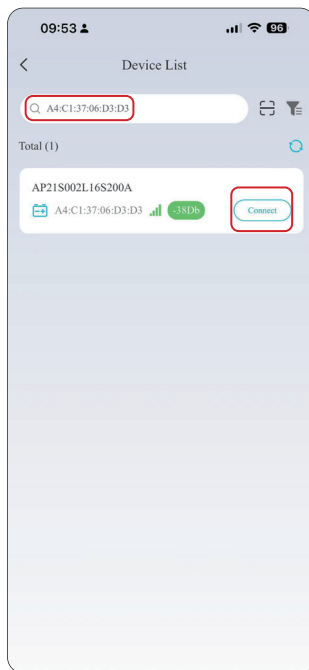 09:53 96
Device List
A4:C1:37:06:D3:D3
Total (1)
AP21S002L16S200A
A4:C1:37:06:D3:D3 -38Db Connect